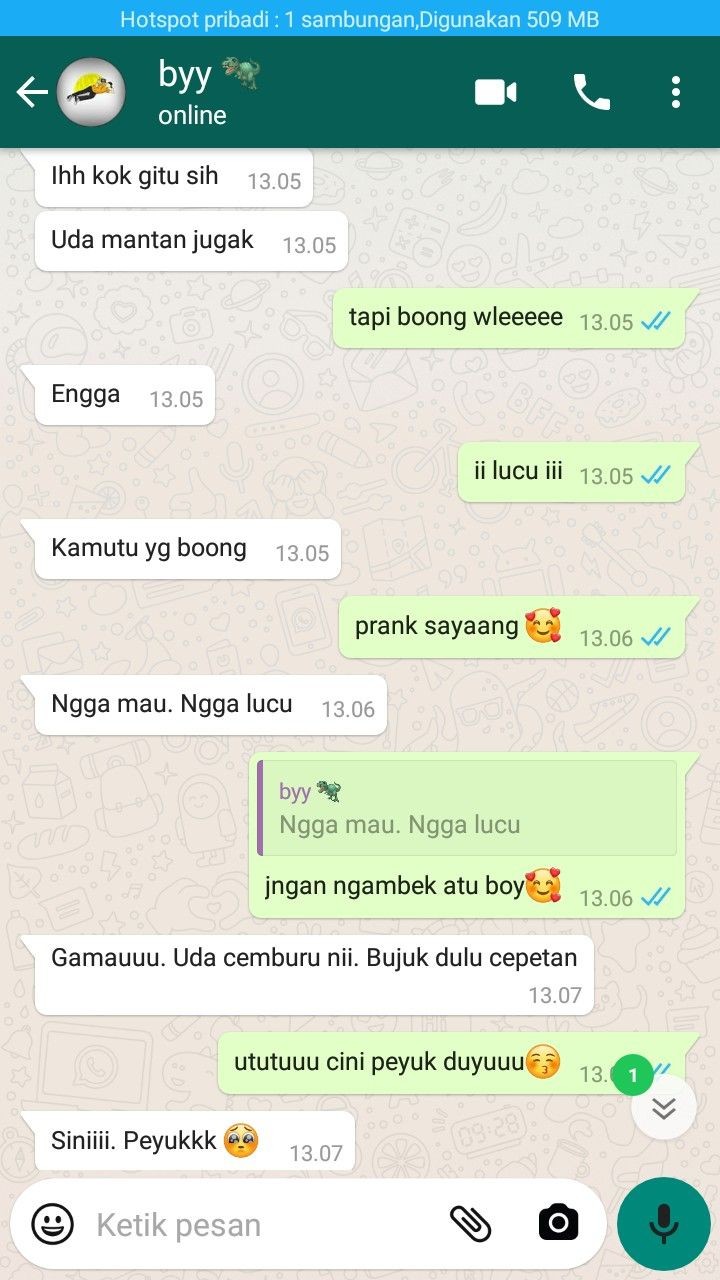 Hotspot pribadi : 1 sambungan,Digunakan 509 MB
byy 🦖
online
Ihh kok gitu sih 13.05
Uda mantan jugak 13.05
tapi boong wleeeee 13.05
Engga 13.05
ii lucu iii 13.05
Kamutu yg boong 13.05
prank sayaang 🥰 13.06
Ngga mau. Ngga lucu 13.06
byy 🦖
Ngga mau. Ngga lucu
jngan ngambek atu boy🥰 13.06
Gamauuu. Uda cemburu nii. Bujuk dulu cepetan
13.07
ututuuu cini peyuk duyuuu😚 13.
1
Siniiii. Peyukkk 🥺 13.07
Ketik pesan